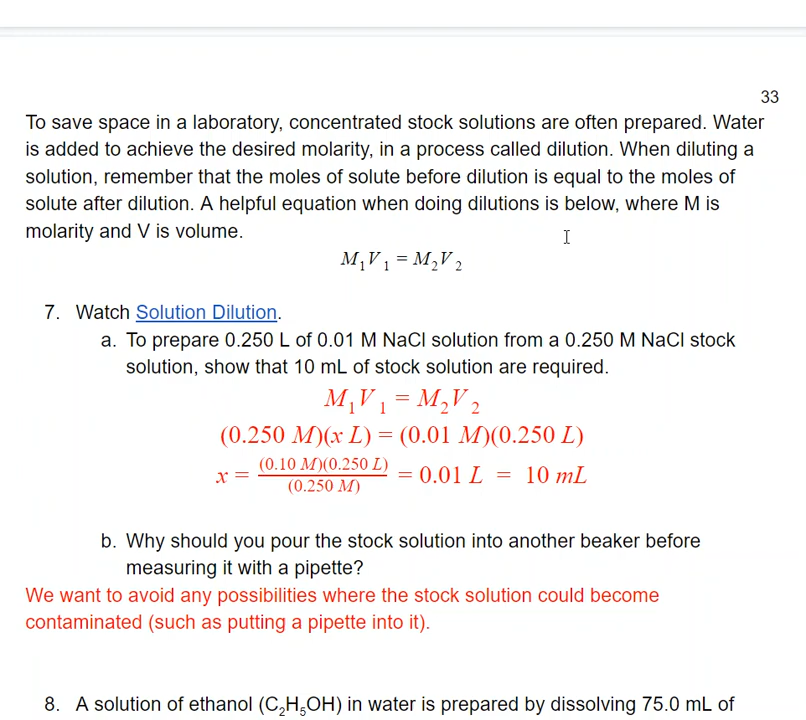 33
To save space in a laboratory, concentrated stock solutions are often prepared. Water
is added to achieve the desired molarity, in a process called dilution. When diluting a
solution, remember that the moles of solute before dilution is equal to the moles of
solute after dilution. A helpful equation when doing dilutions is below, where M is
molarity and V is volume.
M₁V₁ = M₂V₂
7. Watch Solution Dilution.
a. To prepare 0.250 L of 0.01 M NaCl solution from a 0.250 M NaCl stock
solution, show that 10 mL of stock solution are required.
M₁V₁ = M₂V₂
(0.250 M)(x L) = (0.01 M)(0.250 L)
x = (0.10 M)(0.250 L) / (0.250 M) = 0.01 L = 10 mL
b. Why should you pour the stock solution into another beaker before
measuring it with a pipette?
We want to avoid any possibilities where the stock solution could become
contaminated (such as putting a pipette into it).
8. A solution of ethanol (C₂H₅OH) in water is prepared by dissolving 75.0 mL of